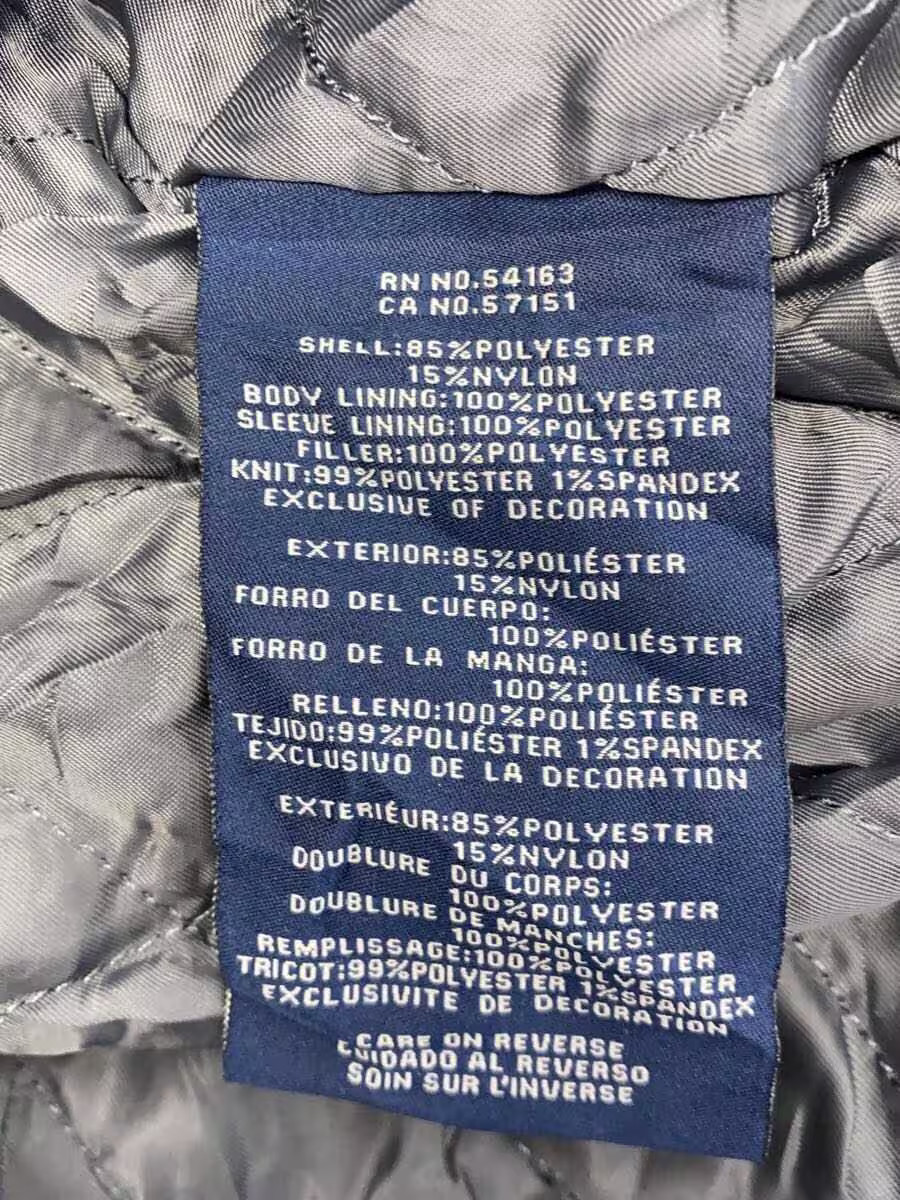 RN NO.54163
CA NO.57151
SHELL:85%POLYESTER
15%NYLON
BODY LINING:100%POLYESTER
SLEEVE LINING:100%POLYESTER
FILLER:100%POLYESTER
KNIT:99%POLYESTER 1%SPANDEX
EXCLUSIVE OF DECORATION
EXTERIOR:85%POLIÉSTER
15%NYLON
FORRO DEL CUERPO:
100%POLIÉSTER
FORRO DE LA MANGA:
100%POLIÉSTER
RELLENO:100%POLIÉSTER
TEJIDO:99%POLIÉSTER 1%SPANDEX
EXCLUSIVO DE LA DECORATION
EXTERIÉUR:85%POLYESTER
15%NYLON
DOUBLURE DU CORPS:
100%POLYESTER
DOUBLURE DE MANCHES:
100%POLYESTER
REMPLISSAGE:100%POLYESTER
TRICOT:99%POLYESTER 1%SPANDEX
EXCLUSIVITE DE DECORATION
CARE ON REVERSE
CUIDADO AL REVERSO
SOIN SUR L'INVERSE